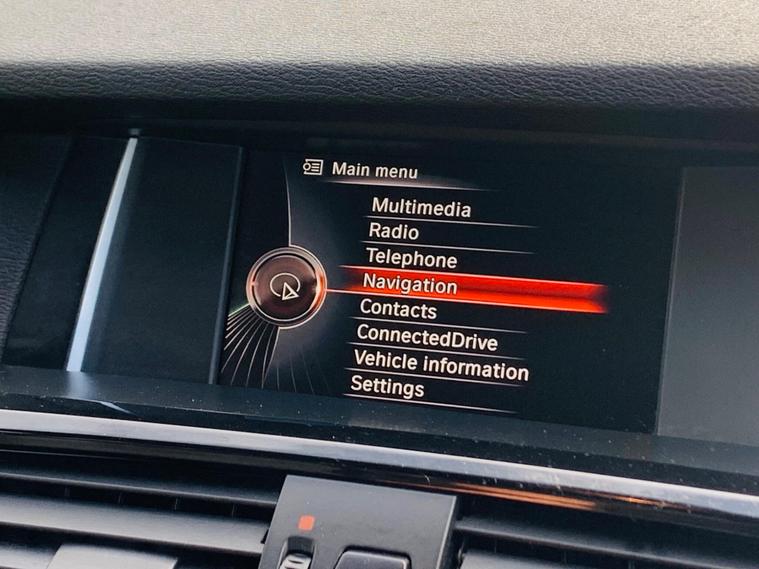 Main menu
Multimedia
Radio
Telephone
Navigation
Contacts
ConnectedDrive
Vehicle information
Settings